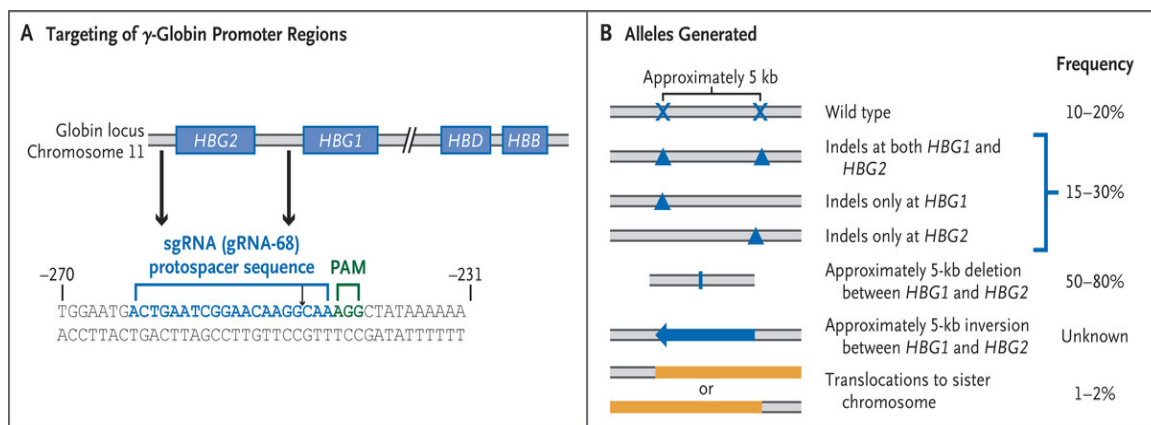 A Targeting of γ-Globin Promoter Regions
Globin locus
Chromosome 11
HBG2
HBG1
HBD
HBB
sgRNA (gRNA-68)
protospacer sequence
PAM
−270
−231
TGGAATGACTGAATCGGAACAAGGCAAAGGCTATAAAAAA
ACCTTACTGACTTAGCCTTGTTCCGTTTCCGATATTTTTT
B Alleles Generated
Frequency
Approximately 5 kb
Wild type
10–20%
Indels at both HBG1 and
HBG2
Indels only at HBG1
Indels only at HBG2
15–30%
Approximately 5-kb deletion
between HBG1 and HBG2
50–80%
Approximately 5-kb inversion
between HBG1 and HBG2
Unknown
or
Translocations to sister
chromosome
1–2%